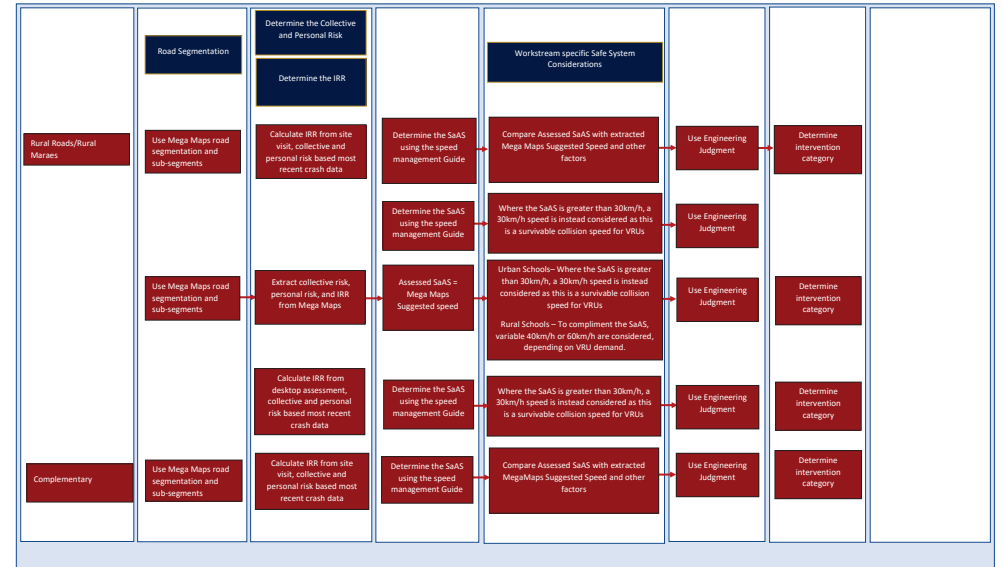 Road Segmentation
Determine the Collective
and Personal Risk
Determine the IRR
Workstream specific Safe System
Considerations
Rural Roads/Rural
Maraes
Use Mega Maps road
segmentation and
sub-segments
Calculate IRR from site
visit, collective and
personal risk based most
recent crash data
Determine the SaAS
using the speed
management Guide
Compare Assessed SaAS with extracted
Mega Maps Suggested Speed and other
factors
Use Engineering
Judgment
Determine
intervention
category
Determine the SaAS
using the speed
management Guide
Where the SaAS is greater than 30km/h, a
30km/h speed is instead considered as this
is a survivable collision speed for VRUs
Use Engineering
Judgment
Use Mega Maps road
segmentation and
sub-segments
Extract collective risk,
personal risk, and IRR
from Mega Maps
Assessed SaAS =
Mega Maps
Suggested speed
Urban Schools– Where the SaAS is greater
than 30km/h, a 30km/h speed is instead
considered as this is a survivable collision
speed for VRUs
Rural Schools – To compliment the SaAS,
variable 40km/h or 60km/h are considered,
depending on VRU demand.
Use Engineering
Judgment
Determine
intervention
category
Calculate IRR from
desktop assessment,
collective and personal
risk based most recent
crash data
Determine the SaAS
using the speed
management Guide
Where the SaAS is greater than 30km/h, a
30km/h speed is instead considered as this
is a survivable collision speed for VRUs
Use Engineering
Judgment
Determine
intervention
category
Complementary
Use Mega Maps road
segmentation and
sub-segments
Calculate IRR from site
visit, collective and
personal risk based most
recent crash data
Determine the SaAS
using the speed
management Guide
Compare Assessed SaAS with extracted
MegaMaps Suggested Speed and other
factors
Use Engineering
Judgment
Determine
intervention
category